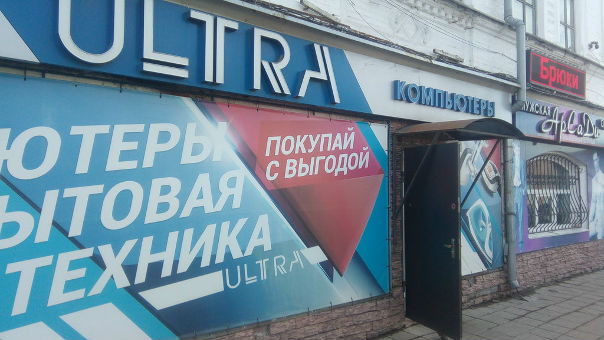 ULTRA
КОМПЬЮТЕРЫ
ЮТЕРЫ
ЫТОВАЯ
ТЕХНИКА
ПОКУПАЙ
С ВЫГОДОЙ
ULTRA
Брюки